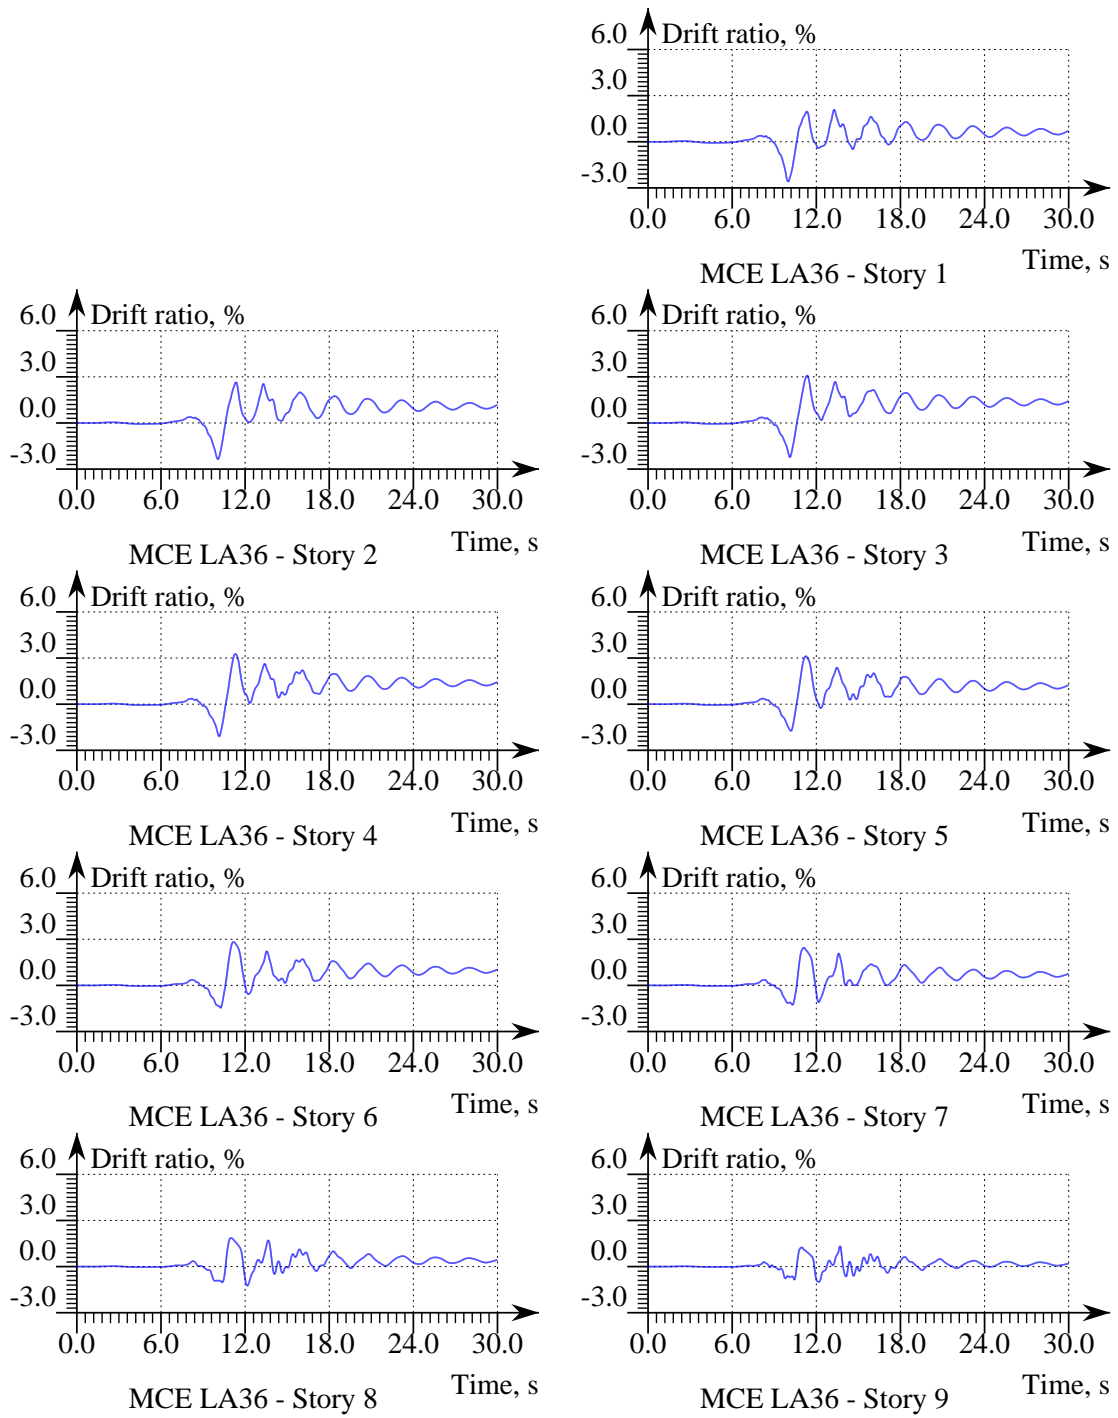 6.0 Drift ratio, %
3.0
0.0
-3.0
0.0 6.0 12.0 18.0 24.0 30.0
Time, s
MCE LA36 - Story 1
6.0 Drift ratio, %
3.0
0.0
-3.0
0.0 6.0 12.0 18.0 24.0 30.0
Time, s
MCE LA36 - Story 2
6.0 Drift ratio, %
3.0
0.0
-3.0
0.0 6.0 12.0 18.0 24.0 30.0
Time, s
MCE LA36 - Story 3
6.0 Drift ratio, %
3.0
0.0
-3.0
0.0 6.0 12.0 18.0 24.0 30.0
Time, s
MCE LA36 - Story 4
6.0 Drift ratio, %
3.0
0.0
-3.0
0.0 6.0 12.0 18.0 24.0 30.0
Time, s
MCE LA36 - Story 5
6.0 Drift ratio, %
3.0
0.0
-3.0
0.0 6.0 12.0 18.0 24.0 30.0
Time, s
MCE LA36 - Story 6
6.0 Drift ratio, %
3.0
0.0
-3.0
0.0 6.0 12.0 18.0 24.0 30.0
Time, s
MCE LA36 - Story 7
6.0 Drift ratio, %
3.0
0.0
-3.0
0.0 6.0 12.0 18.0 24.0 30.0
Time, s
MCE LA36 - Story 8
6.0 Drift ratio, %
3.0
0.0
-3.0
0.0 6.0 12.0 18.0 24.0 30.0
Time, s
MCE LA36 - Story 9